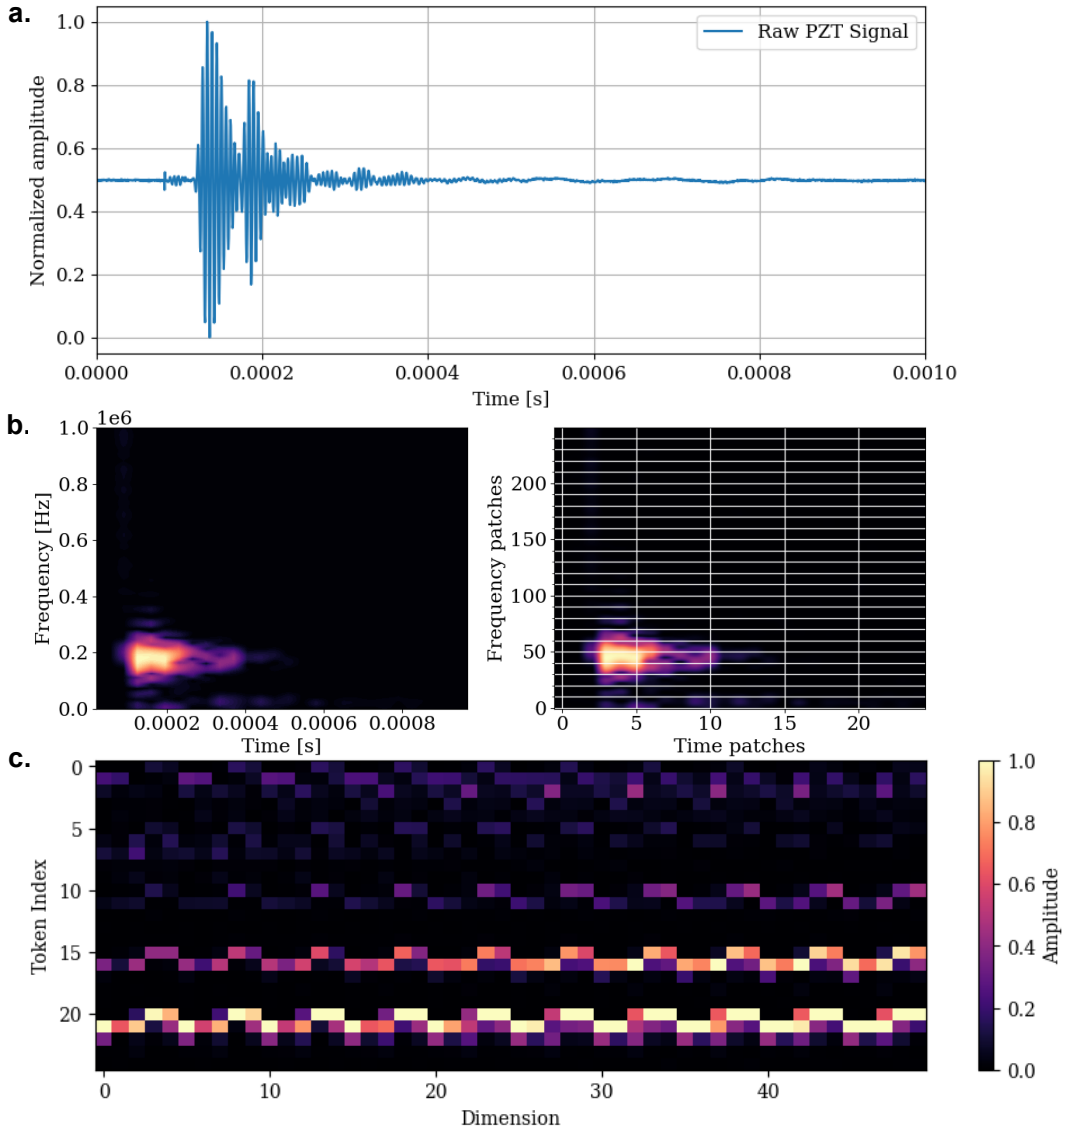 a.
1.0
0.8
0.6
0.4
0.2
0.0
Normalized amplitude
Raw PZT Signal
0.0000 0.0002 0.0004 0.0006 0.0008 0.0010
Time [s]
b.
1e6
1.0
0.8
0.6
0.4
0.2
0.0
Frequency [Hz]
0.0002 0.0004 0.0006 0.0008
Time [s]
200
150
100
50
0
Frequency patches
0 5 10 15 20
Time patches
c.
0
5
10
15
20
Token Index
0 10 20 30 40
Dimension
1.0
0.8
0.6
0.4
0.2
0.0
Amplitude